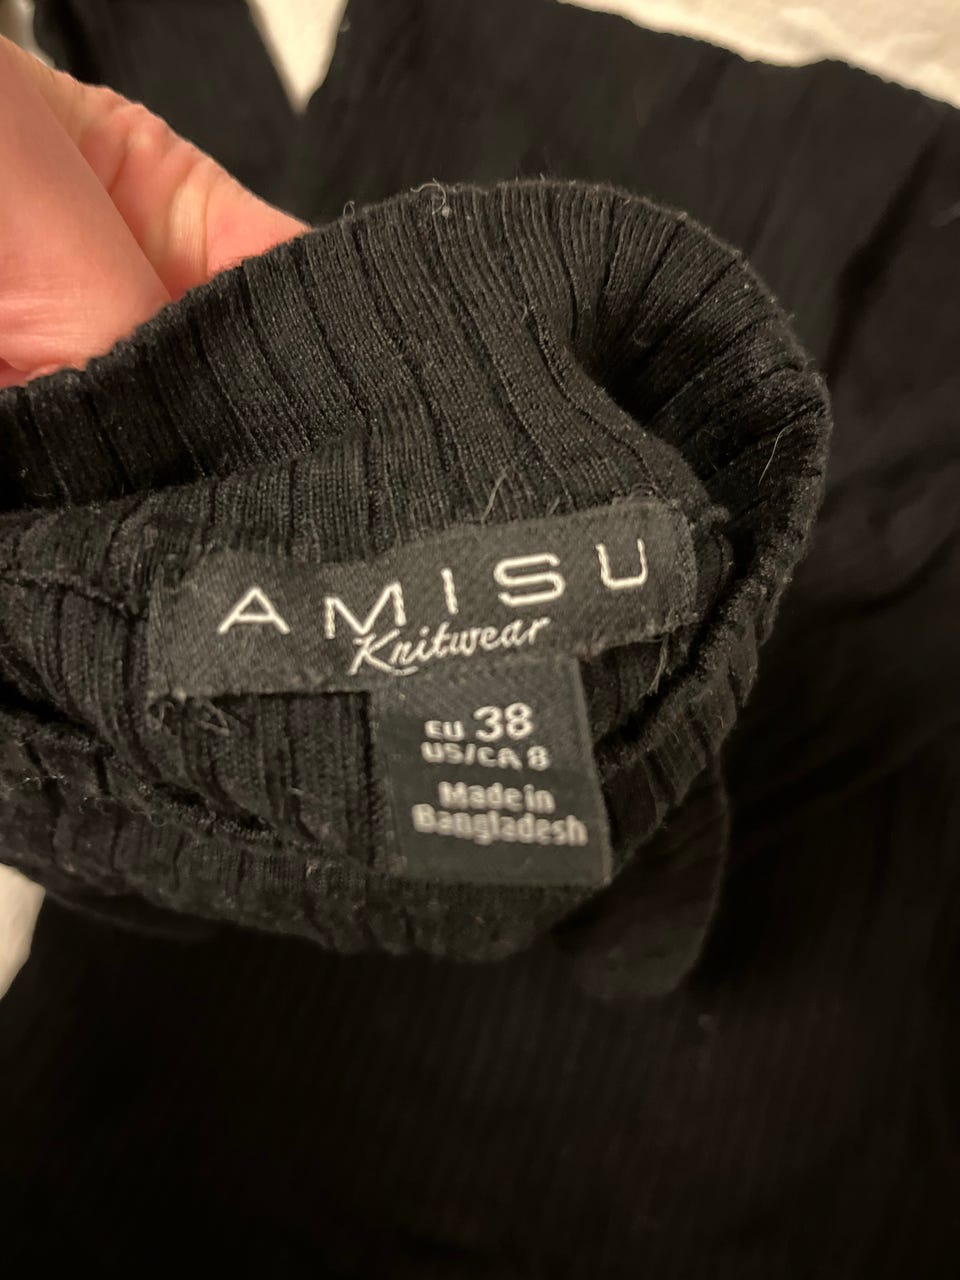 AMISU
Knitwear
EU 38
US/CA 8
Made in
Bangladesh